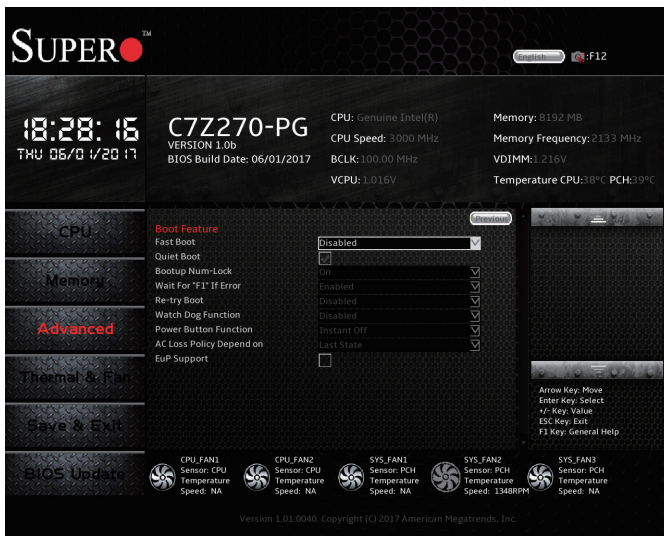 SUPER TM
English :F12
18:28:16
THU 06/01/2017
C7Z270-PG
VERSION 1.0b
BIOS Build Date: 06/01/2017
CPU: Genuine Intel(R)
CPU Speed: 3000 MHz
BCLK: 100.00 MHz
VCPU: 1.016V
Memory: 8192 MB
Memory Frequency: 2133 MHz
VDIMM: 1.216V
Temperature CPU:38°C PCH:39°C
CPU
Memory
Advanced
Thermal & Fan
Save & Exit
BIOS Update
Previous
Boot Feature
Fast Boot Disabled
Quiet Boot
Bootup Num-Lock On
Wait For "F1" If Error Enabled
Re-try Boot Disabled
Watch Dog Function Disabled
Power Button Function Instant Off
AC Loss Policy Depend on Last State
EuP Support
Arrow Key: Move
Enter Key: Select
+/- Key: Value
ESC Key: Exit
F1 Key: General Help
CPU_FAN1
Sensor: CPU
Temperature
Speed: NA
CPU_FAN2
Sensor: CPU
Temperature
Speed: NA
SYS_FAN1
Sensor: PCH
Temperature
Speed: NA
SYS_FAN2
Sensor: PCH
Temperature
Speed: 1348RPM
SYS_FAN3
Sensor: PCH
Temperature
Speed: NA
Version 1.01.0040. Copyright (C) 2017 American Megatrends, Inc.